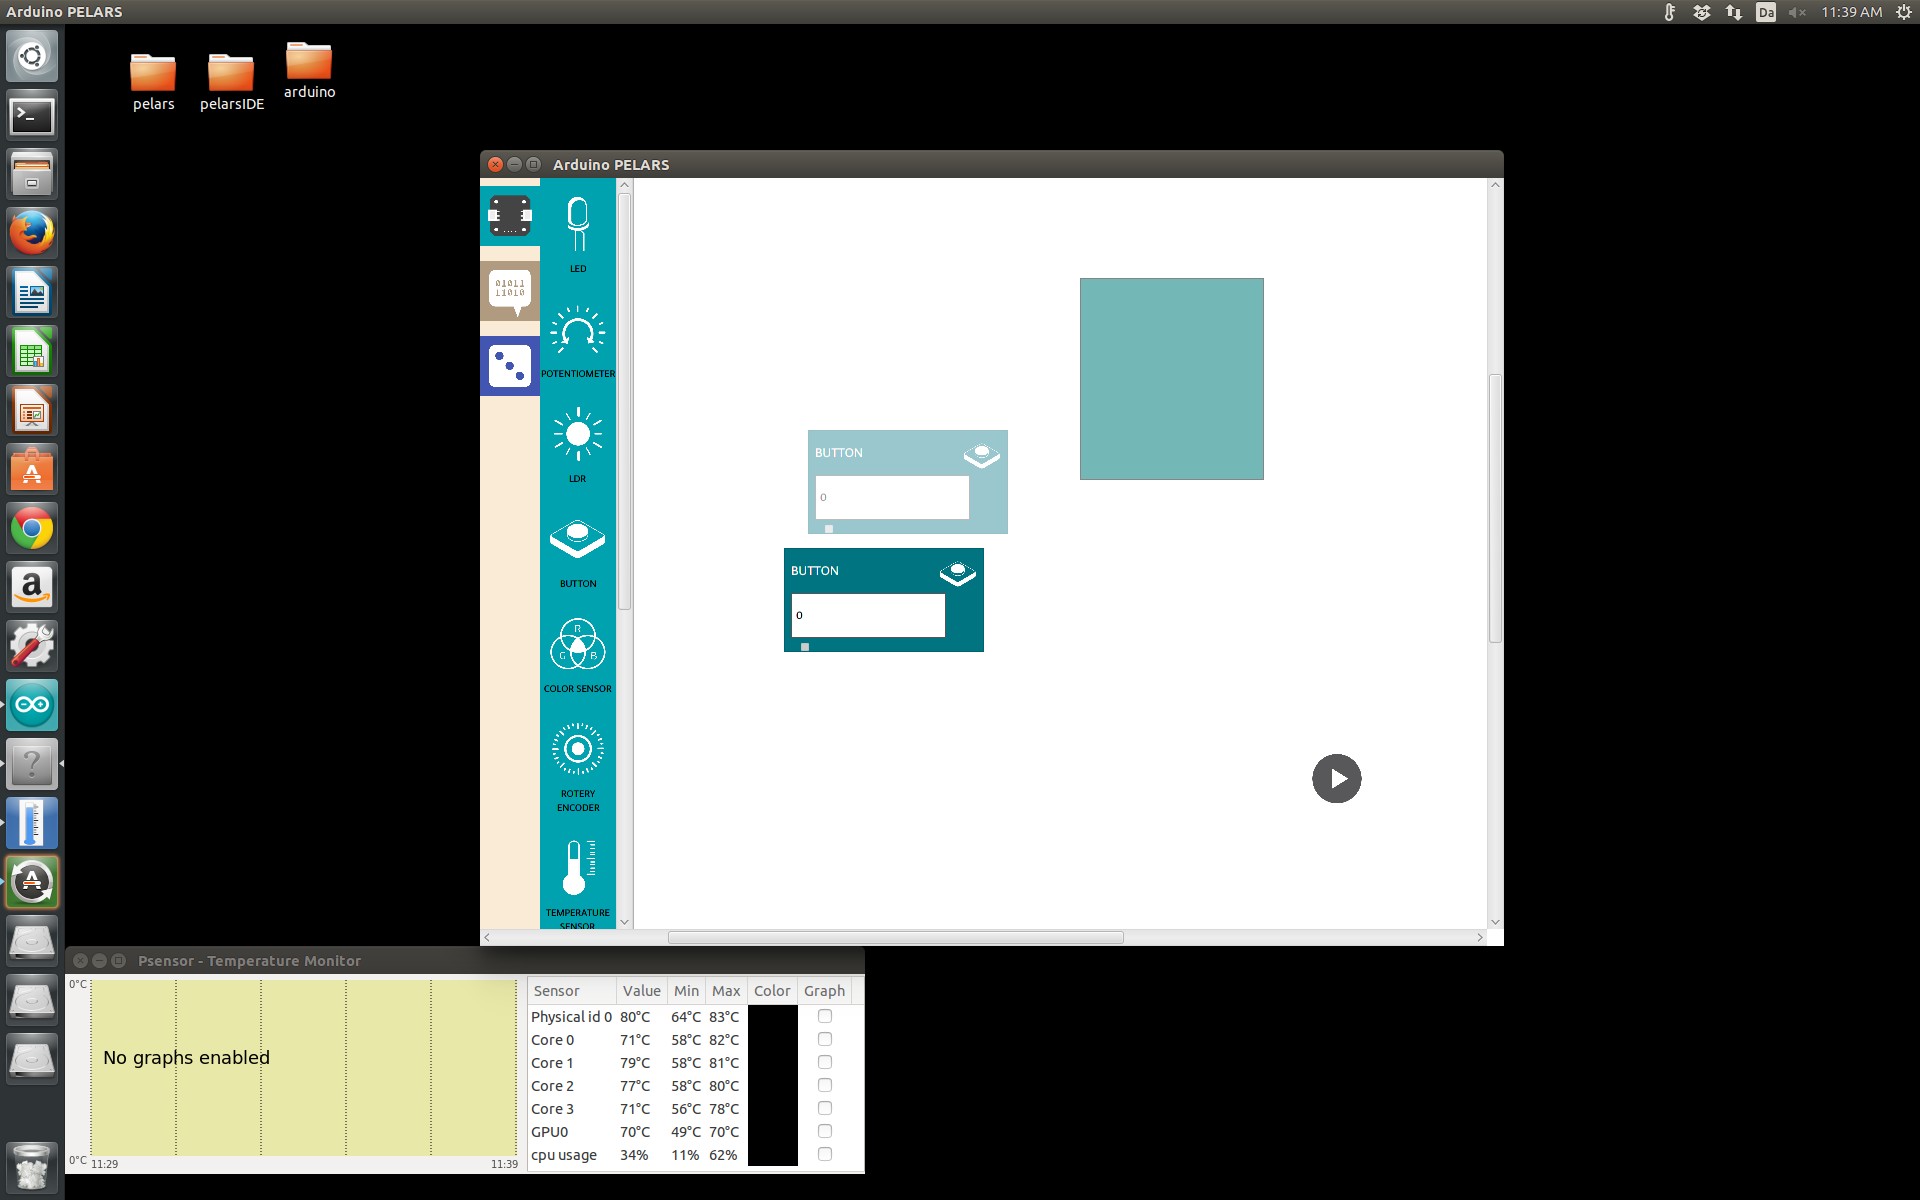 Arduino PELARS
Da
11:39 AM
pelars
pelarsIDE
arduino
Arduino PELARS
LED
01011
11010
POTENTIOMETER
LDR
BUTTON
R
G B
COLOR SENSOR
ROTERY
ENCODER
TEMPERATURE
SENSOR
BUTTON
0
BUTTON
0
Psensor - Temperature Monitor
0°C
No graphs enabled
0°C
11:29
11:39
Sensor Value Min Max Color Graph
Physical id 0 80°C 64°C 83°C
Core 0 71°C 58°C 82°C
Core 1 79°C 58°C 81°C
Core 2 77°C 58°C 80°C
Core 3 71°C 56°C 78°C
GPU0 70°C 49°C 70°C
cpu usage 34% 11% 62%